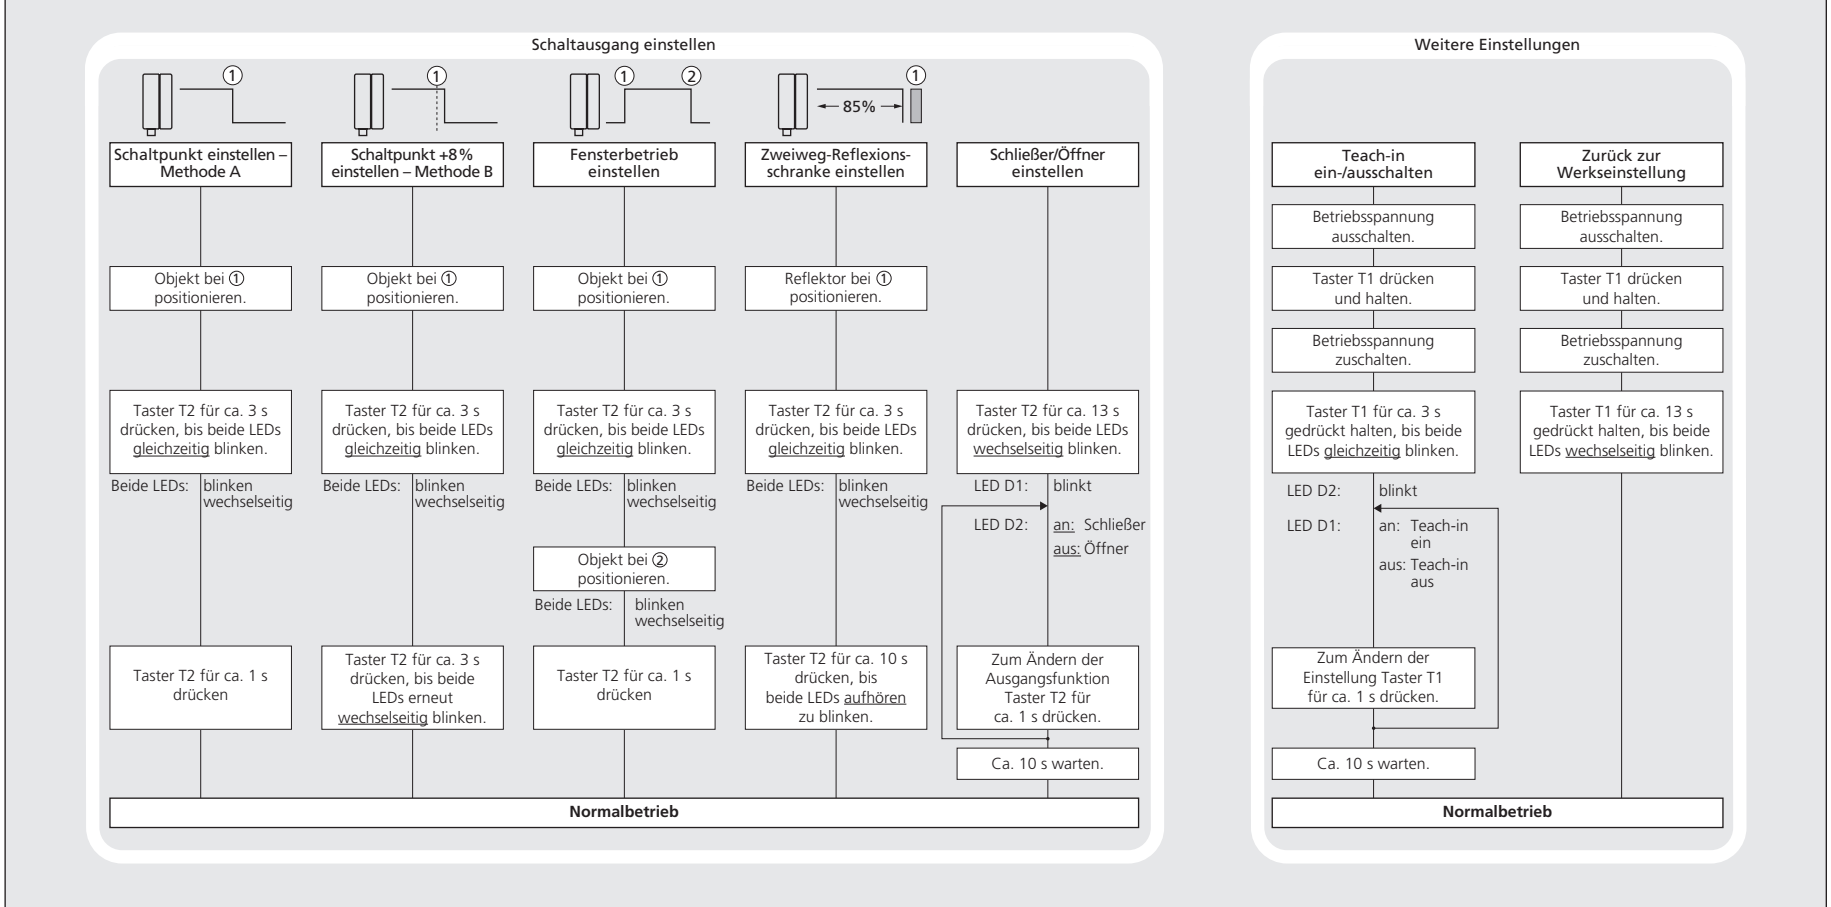 Schaltausgang einstellen
① 
Schaltpunkt einstellen –
Methode A
Objekt bei ①
positionieren.
Taster T2 für ca. 3 s
drücken, bis beide LEDs
gleichzeitig blinken.
Beide LEDs: blinken
wechselseitig
Taster T2 für ca. 1 s
drücken
①
Schaltpunkt +8%
einstellen – Methode B
Objekt bei ①
positionieren.
Taster T2 für ca. 3 s
drücken, bis beide LEDs
gleichzeitig blinken.
Beide LEDs: blinken
wechselseitig
Taster T2 für ca. 3 s
drücken, bis beide
LEDs erneut
wechselseitig blinken.
① ②
Fensterbetrieb
einstellen
Objekt bei ①
positionieren.
Taster T2 für ca. 3 s
drücken, bis beide LEDs
gleichzeitig blinken.
Beide LEDs: blinken
wechselseitig
Objekt bei ②
positionieren.
Beide LEDs: blinken
wechselseitig
Taster T2 für ca. 1 s
drücken
①
85%
Zweiweg-Reflexions-
schranke einstellen
Reflektor bei ①
positionieren.
Taster T2 für ca. 3 s
drücken, bis beide LEDs
gleichzeitig blinken.
Beide LEDs: blinken
wechselseitig
Taster T2 für ca. 10 s
drücken, bis
beide LEDs aufhören
zu blinken.
Schließer/Öffner
einstellen
Taster T2 für ca. 13 s
drücken, bis beide LEDs
wechselseitig blinken.
LED D1: blinkt
LED D2: an: Schließer
aus: Öffner
Zum Ändern der
Ausgangsfunktion
Taster T2 für
ca. 1 s drücken.
Ca. 10 s warten.
Normalbetrieb
Weitere Einstellungen
Teach-in
ein-/ausschalten
Betriebsspannung
ausschalten.
Taster T1 drücken
und halten.
Betriebsspannung
zuschalten.
Taster T1 für ca. 3 s
gedrückt halten, bis beide
LEDs gleichzeitig blinken.
LED D2: blinkt
LED D1: an: Teach-in
ein
aus: Teach-in
aus
Zum Ändern der
Einstellung Taster T1
für ca. 1 s drücken.
Ca. 10 s warten.
Zurück zur
Werkseinstellung
Betriebsspannung
ausschalten.
Taster T1 drücken
und halten.
Betriebsspannung
zuschalten.
Taster T1 für ca. 13 s
gedrückt halten, bis beide
LEDs wechselseitig blinken.
Normalbetrieb